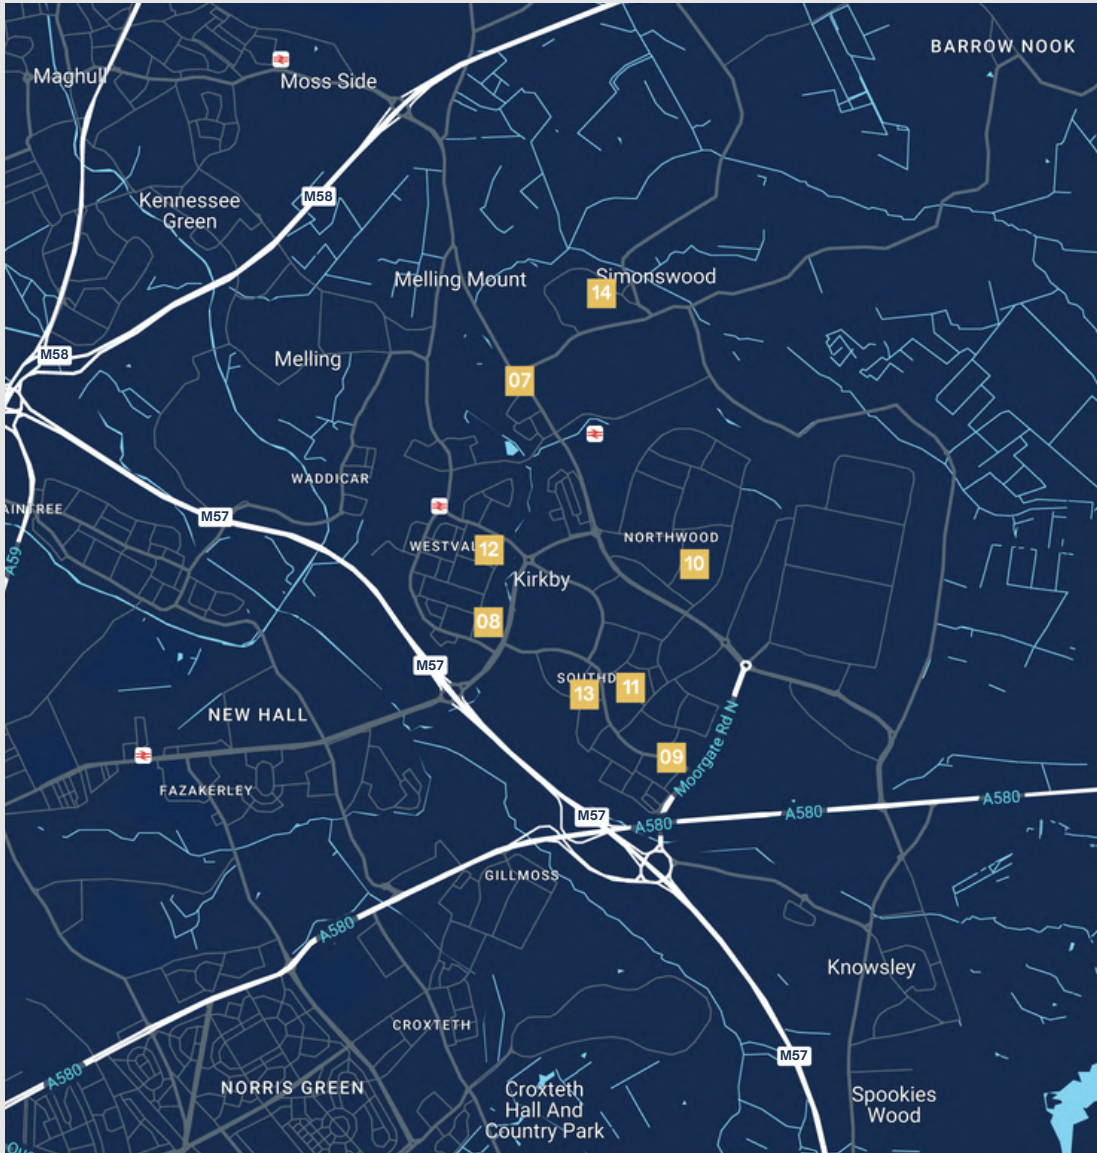 BARROW NOOK
Maghull
Moss Side
M58
Kennessee
Green
Melling Mount
Simonswood
14
M58
Melling
07
WADDICAR
AINTREE
M57
A59
NORTHWOOD
WESTVAL
12
10
Kirkby
08
M57
SOUTHD
13
11
NEW HALL
Moorgate Rd N
09
FAZAKERLEY
M57
A580
A580
A580
GILLMOSS
A580
Knowsley
CROXTETH
M57
A580
NORRIS GREEN
Croxteth
Hall And
Country Park
Spookies
Wood